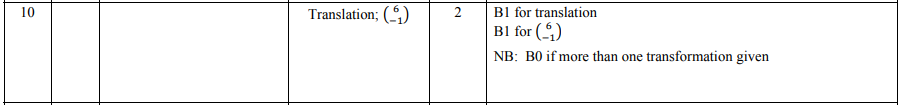 10 Translation; (6 -1) 2 B1 for translation
B1 for (6 -1)
NB: B0 if more than one transformation given